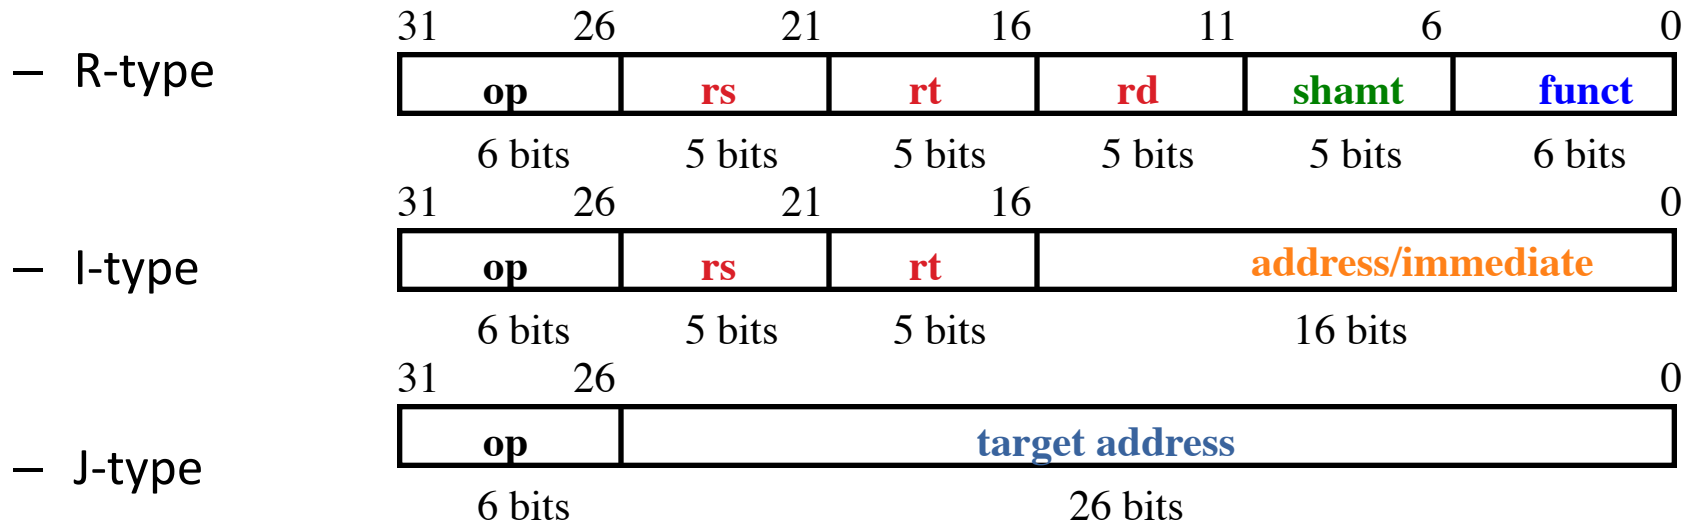 31 26 21 16 11 6 0
– R-type op rs rt rd shamt funct
6 bits 5 bits 5 bits 5 bits 5 bits 6 bits
31 26 21 16 0
– I-type op rs rt address/immediate
6 bits 5 bits 5 bits 16 bits
31 26 0
– J-type op target address
6 bits 26 bits